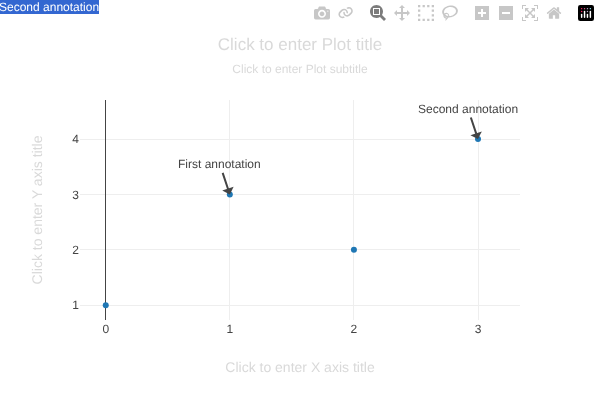 Second annotation
Click to enter Plot title
Click to enter Plot subtitle
Second annotation
First annotation
Click to enter Y axis title
4
3
2
1
0 1 2 3
Click to enter X axis title